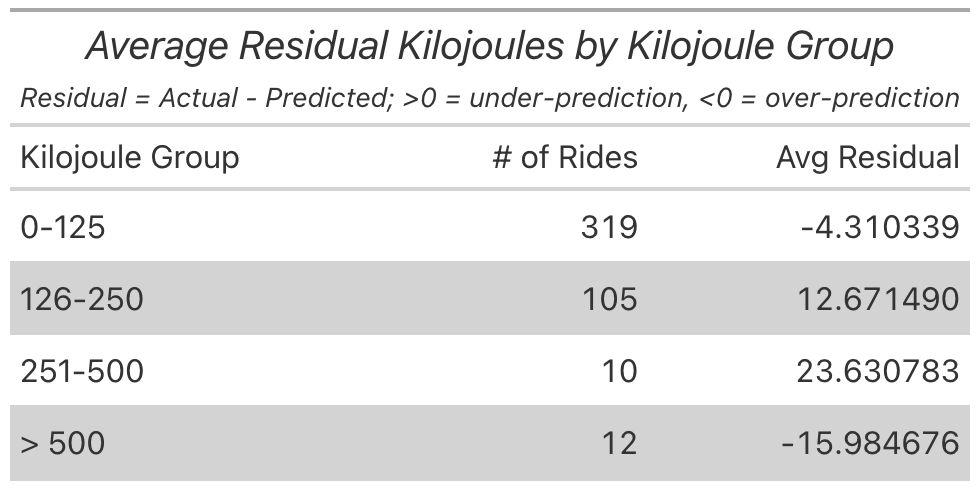 Average Residual Kilojoules by Kilojoule Group
Residual = Actual - Predicted; >0 = under-prediction, <0 = over-prediction
Kilojoule Group # of Rides Avg Residual
0-125 319 -4.310339
126-250 105 12.671490
251-500 10 23.630783
> 500 12 -15.984676